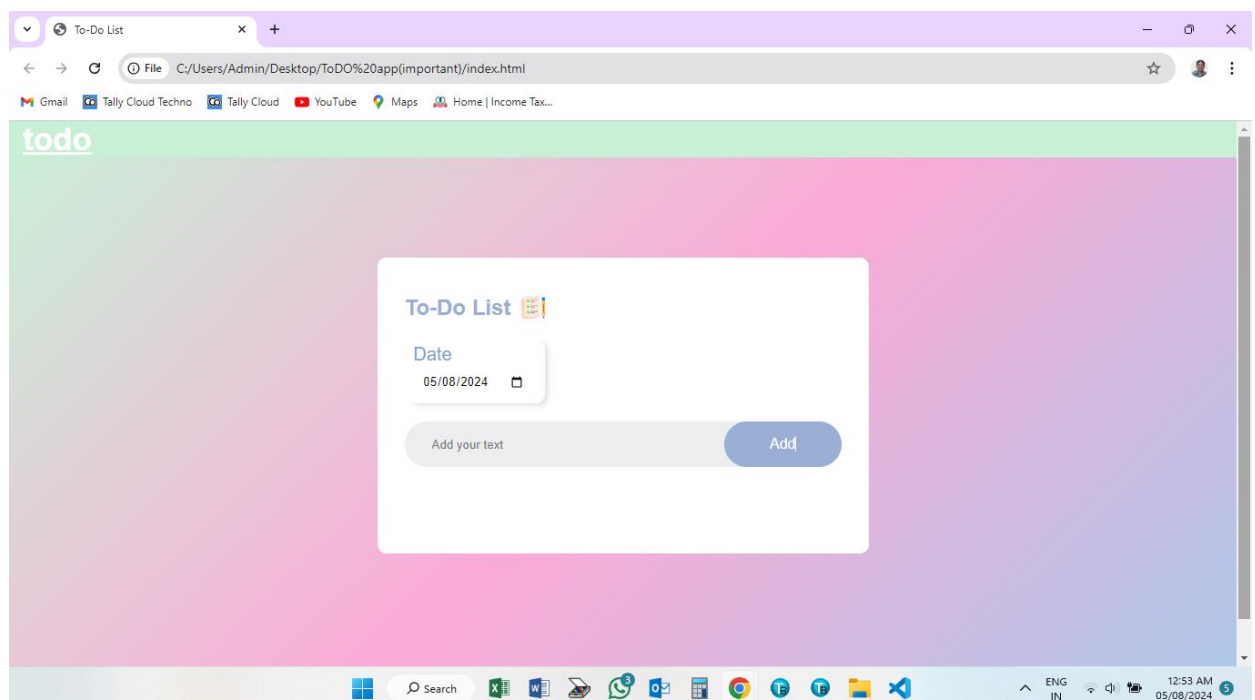 To-Do List
File C:/Users/Admin/Desktop/ToDO%20app(important)/index.html
Gmail Tally Cloud Techno Tally Cloud YouTube Maps Home | Income Tax...
todo
To-Do List
Date
05/08/2024
Add your text Add
Search 3 ENG 12:53 AM
IN 05/08/2024 5